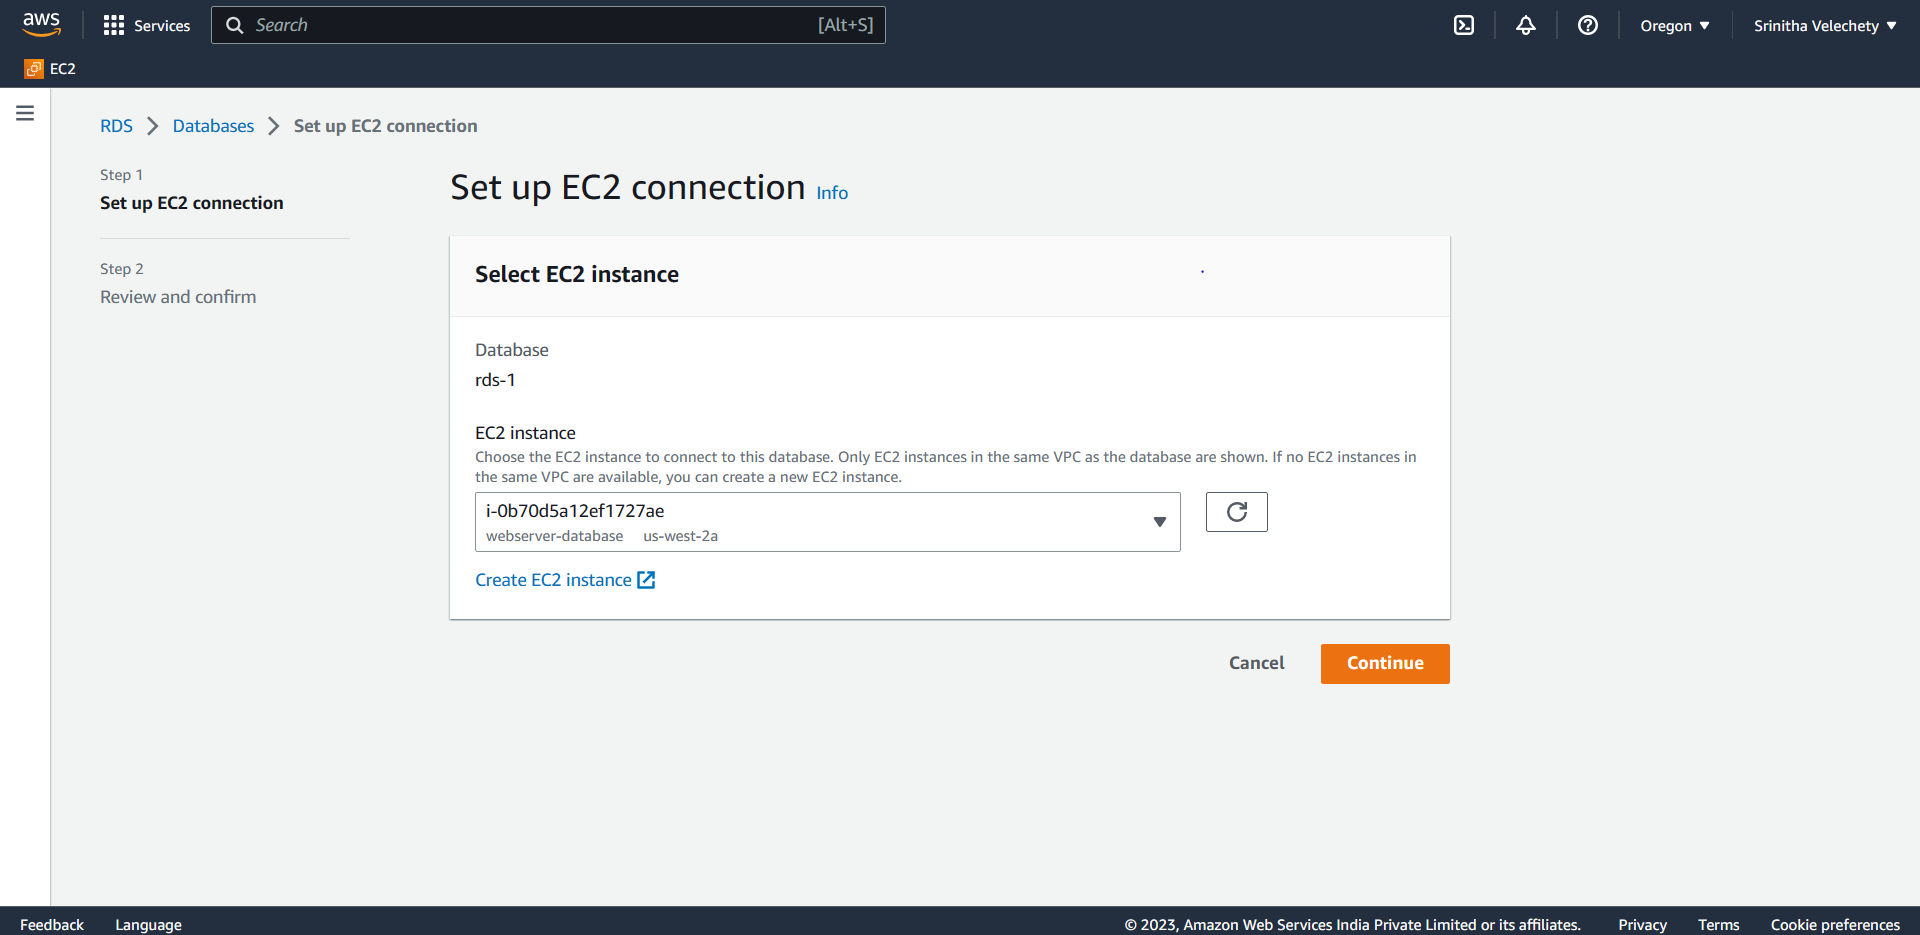 aws
Services
Search [Alt+S]
Oregon
Srinitha Velechety
EC2
RDS
Databases
Set up EC2 connection
Step 1
Set up EC2 connection
Step 2
Review and confirm
Set up EC2 connection Info
Select EC2 instance
Database
rds-1
EC2 instance
Choose the EC2 instance to connect to this database. Only EC2 instances in the same VPC as the database are shown. If no EC2 instances in
the same VPC are available, you can create a new EC2 instance.
i-0b70d5a12ef1727ae
webserver-database us-west-2a
Create EC2 instance
Cancel
Continue
Feedback
Language
© 2023, Amazon Web Services India Private Limited or its affiliates.
Privacy
Terms
Cookie preferences